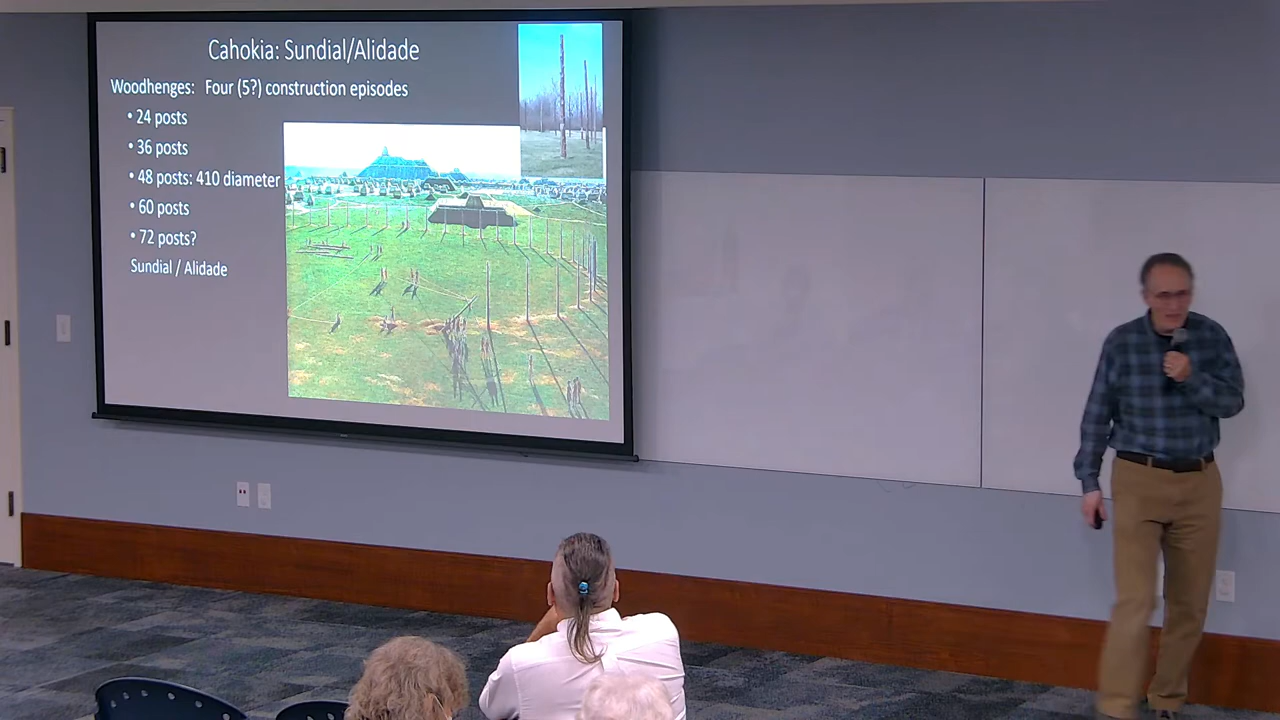 Cahokia: Sundial/Alidade
Woodhenges: Four (5?) construction episodes
• 24 posts
• 36 posts
• 48 posts: 410 diameter
• 60 posts
• 72 posts?
Sundial / Alidade